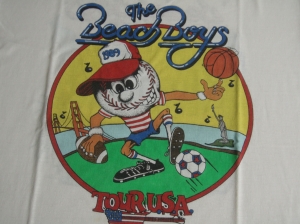 The
Beach Boys
1989
TOUR USA